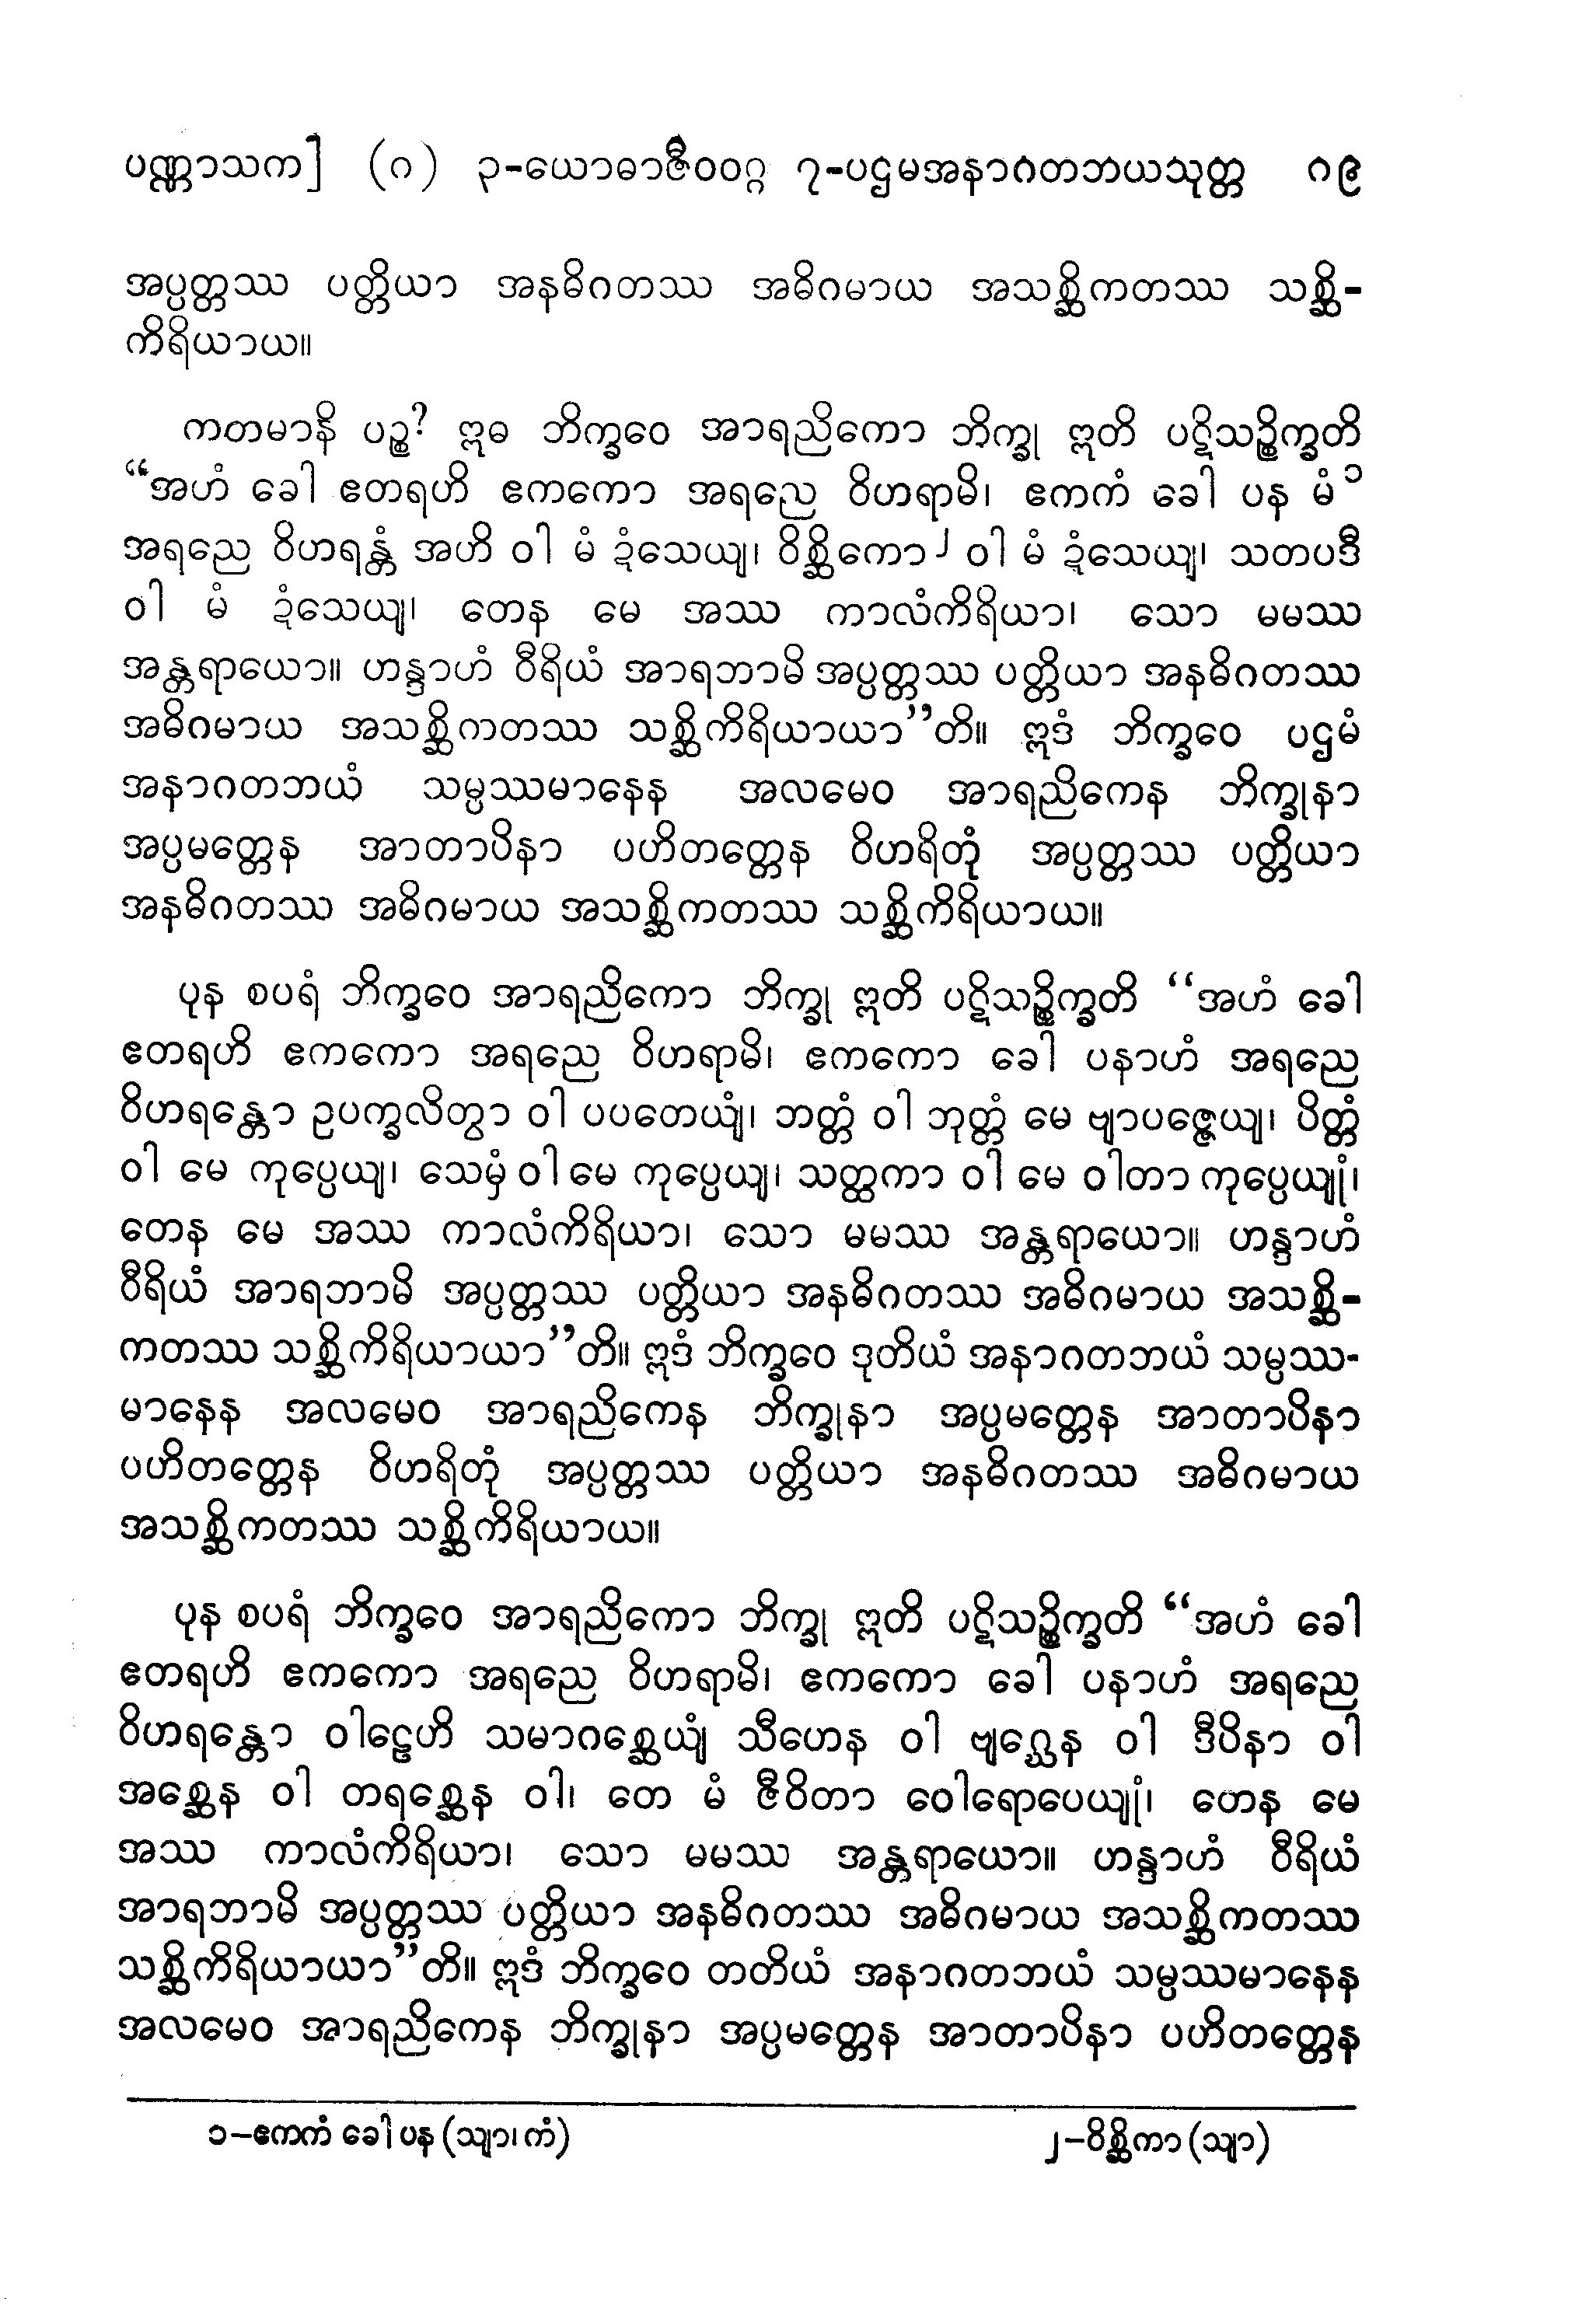 ပဏ္ဏာသက] (၈) ၃-ယောဓာဇီဝဝဂ္ဂ ၇-ပဌမအနာဂတဘယသုတ္တ ၈၉
အပ္ပတ္တဿ ပတ္တိယာ အနဓိဂတဿ အဓိဂမာယ အသစ္ဆိကတဿ သစ္ဆိ-
ကိရိယာယ။
ကတမာနိ ပဉ္စ? ဣဓ ဘိက္ခဝေ အာရညိကော ဘိက္ခု ဣတိ ပဋိသဉ္စိက္ခတိ
“အဟံ ခေါ ဧတရဟိ ဧကကော အရညေ ဝိဟရာမိ၊ ဧကကံ ခေါ ပန မံ၁
အရညေ ဝိဟရန္တံ အဟိ ဝါ မံ ဍံသေယျ၊ ဝိစ္ဆိကော၂ ဝါ မံ ဍံသေယျ၊ သတပဒီ
ဝါ မံ ဍံသေယျ၊ တေန မေ အဿ ကာလံကိရိယာ၊ သော မမဿ
အန္တရာယော။ ဟန္ဒာဟံ ဝီရိယံ အာရဘာမိ အပ္ပတ္တဿ ပတ္တိယာ အနဓိဂတဿ
အဓိဂမာယ အသစ္ဆိကတဿ သစ္ဆိကိရိယာယာ”တိ။ ဣဒံ ဘိက္ခဝေ ပဌမံ
အနာဂတဘယံ သမ္ပဿမာနေန အလမေဝ အာရညိကေန ဘိက္ခုနာ
အပ္ပမတ္တေန အာတာပိနာ ပဟိတတ္တေန ဝိဟရိတုံ အပ္ပတ္တဿ ပတ္တိယာ
အနဓိဂတဿ အဓိဂမာယ အသစ္ဆိကတဿ သစ္ဆိကိရိယာယ။
ပုန စပရံ ဘိက္ခဝေ အာရညိကော ဘိက္ခု ဣတိ ပဋိသဉ္စိက္ခတိ “အဟံ ခေါ
ဧတရဟိ ဧကကော အရညေ ဝိဟရာမိ၊ ဧကကော ခေါ ပနာဟံ အရညေ
ဝိဟရန္တော ဥပက္ခလိတွာ ဝါ ပပတေယျံ၊ ဘတ္တံ ဝါ ဘုတ္တံ မေ ဗျာပဇ္ဇေယျ၊ ပိတ္တံ
ဝါ မေ ကုပ္ပေယျ၊ သေမှံ ဝါ မေ ကုပ္ပေယျ၊ သတ္ထကာ ဝါ မေ ဝါတာ ကုပ္ပေယျုံ၊
တေန မေ အဿ ကာလံကိရိယာ၊ သော မမဿ အန္တရာယော။ ဟန္ဒာဟံ
ဝီရိယံ အာရဘာမိ အပ္ပတ္တဿ ပတ္တိယာ အနဓိဂတဿ အဓိဂမာယ အသစ္ဆိ-
ကတဿ သစ္ဆိကိရိယာယာ”တိ။ ဣဒံ ဘိက္ခဝေ ဒုတိယံ အနာဂတဘယံ သမ္ပဿ-
မာနေန အလမေဝ အာရညိကေန ဘိက္ခုနာ အပ္ပမတ္တေန အာတာပိနာ
ပဟိတတ္တေန ဝိဟရိတုံ အပ္ပတ္တဿ ပတ္တိယာ အနဓိဂတဿ အဓိဂမာယ
အသစ္ဆိကတဿ သစ္ဆိကိရိယာယ။
ပုန စပရံ ဘိက္ခဝေ အာရညိကော ဘိက္ခု ဣတိ ပဋိသဉ္စိက္ခတိ “အဟံ ခေါ
ဧတရဟိ ဧကကော အရညေ ဝိဟရာမိ၊ ဧကကော ခေါ ပနာဟံ အရညေ
ဝိဟရန္တော ဝါဠေဟိ သမာဂစ္ဆေယျံ သီဟေန ဝါ ဗျဂ္ဃေန ဝါ ဒီပိနာ ဝါ
အစ္ဆေန ဝါ တရစ္ဆေန ဝါ၊ တေ မံ ဇီဝိတာ ဝေါရောပေယျုံ၊ တေန မေ
အဿ ကာလံကိရိယာ၊ သော မမဿ အန္တရာယော။ ဟန္ဒာဟံ ဝီရိယံ
အာရဘာမိ အပ္ပတ္တဿ ပတ္တိယာ အနဓိဂတဿ အဓိဂမာယ အသစ္ဆိကတဿ
သစ္ဆိကိရိယာယာ”တိ။ ဣဒံ ဘိက္ခဝေ တတိယံ အနာဂတဘယံ သမ္ပဿမာနေန
အလမေဝ အာရညိကေန ဘိက္ခုနာ အပ္ပမတ္တေန အာတာပိနာ ပဟိတတ္တေန
၁-ဧကကံ ခေါ ပန (သျာ၊ ကံ) ၂-ဝိစ္ဆိကာ (သျာ)